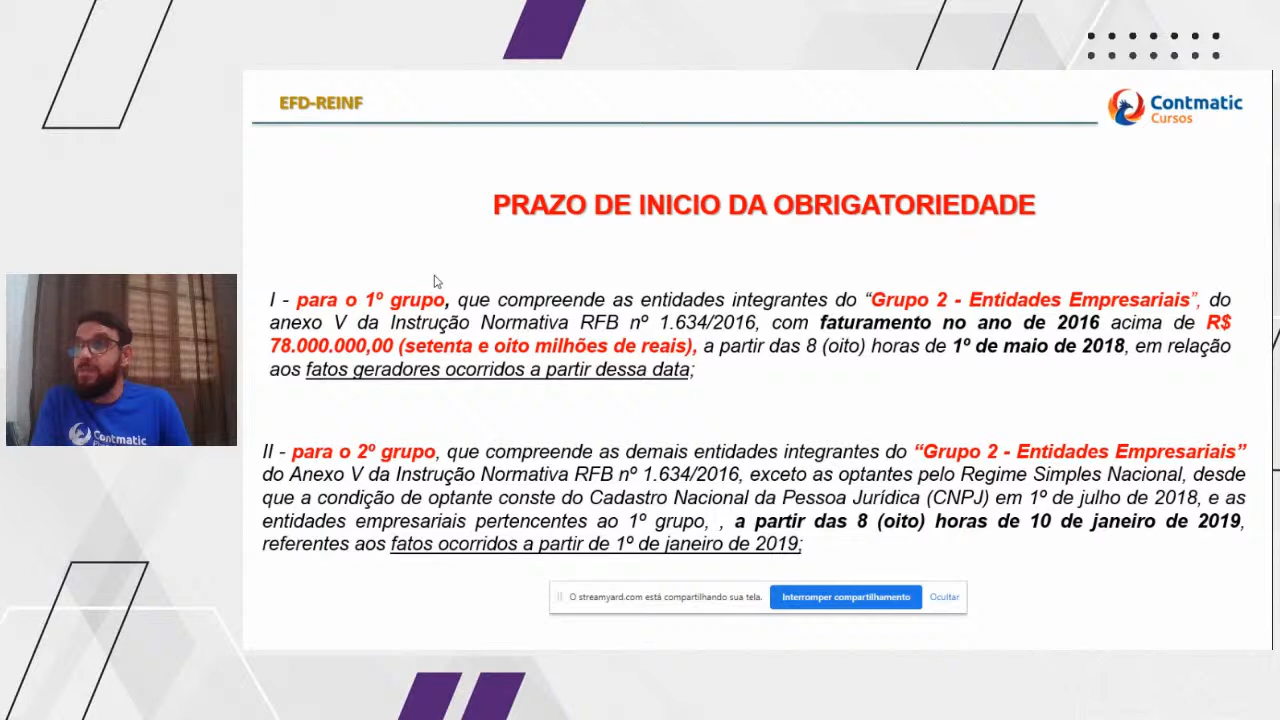 EFD-REINF
Contmatic
Cursos
PRAZO DE INICIO DA OBRIGATORIEDADE
I - para o 1º grupo, que compreende as entidades integrantes do “Grupo 2 - Entidades Empresariais”, do
anexo V da Instrução Normativa RFB nº 1.634/2016, com faturamento no ano de 2016 acima de R$
78.000.000,00 (setenta e oito milhões de reais), a partir das 8 (oito) horas de 1º de maio de 2018, em relação
aos fatos geradores ocorridos a partir dessa data;
II - para o 2º grupo, que compreende as demais entidades integrantes do “Grupo 2 - Entidades Empresariais”
do Anexo V da Instrução Normativa RFB nº 1.634/2016, exceto as optantes pelo Regime Simples Nacional, desde
que a condição de optante conste do Cadastro Nacional da Pessoa Jurídica (CNPJ) em 1º de julho de 2018, e as
entidades empresariais pertencentes ao 1º grupo, , a partir das 8 (oito) horas de 10 de janeiro de 2019,
referentes aos fatos ocorridos a partir de 1º de janeiro de 2019;
Contmatic
O streamyard.com está compartilhando sua tela. Interromper compartilhamento Ocultar